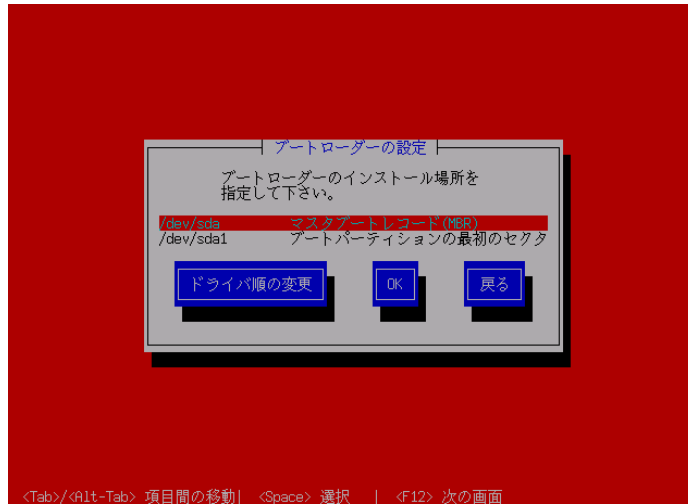 ブートローダーの設定
ブートローダーのインストール場所を
指定して下さい。
/dev/sda マスタブートレコード(MBR)
/dev/sda1 ブートパーティションの最初のセクタ
ドライバ順の変更 OK 戻る
<Tab>/<Alt-Tab> 項目間の移動| <Space> 選択 | <F12> 次の画面